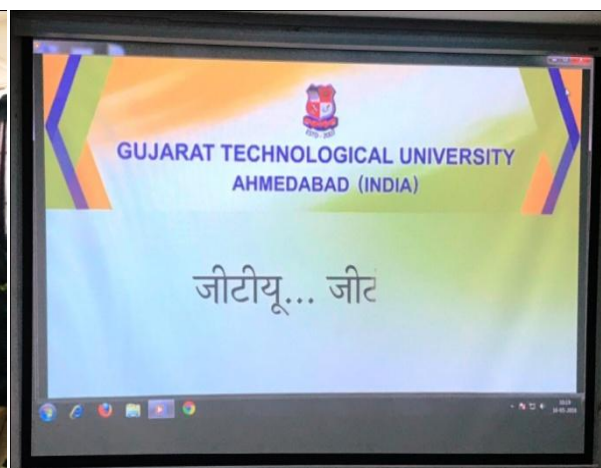 GUJARAT TECHNOLOGICAL UNIVERSITY
AHMEDABAD (INDIA)
जीटीयू... जीट